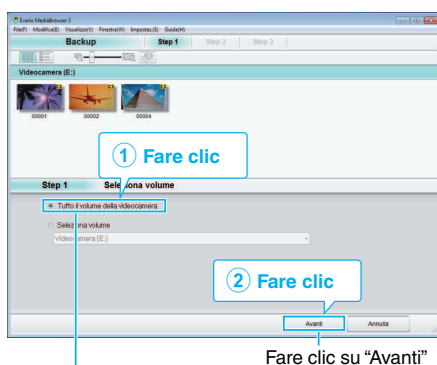 Everio MediaBrowser 3
File(F) Modifica(E) Visualizza(V) Finestra(W) Impostaz.(S) Guida(H)
Backup Step 1 Step 2 Step 3
Videocamera (E:)
00001 00002 00004
1 Fare clic
Step 1 Seleziona volume
Tutto il volume della videocamera
Seleziona volume
Videocamera (E:)
2 Fare clic
Avanti Annulla
Fare clic su “Avanti”